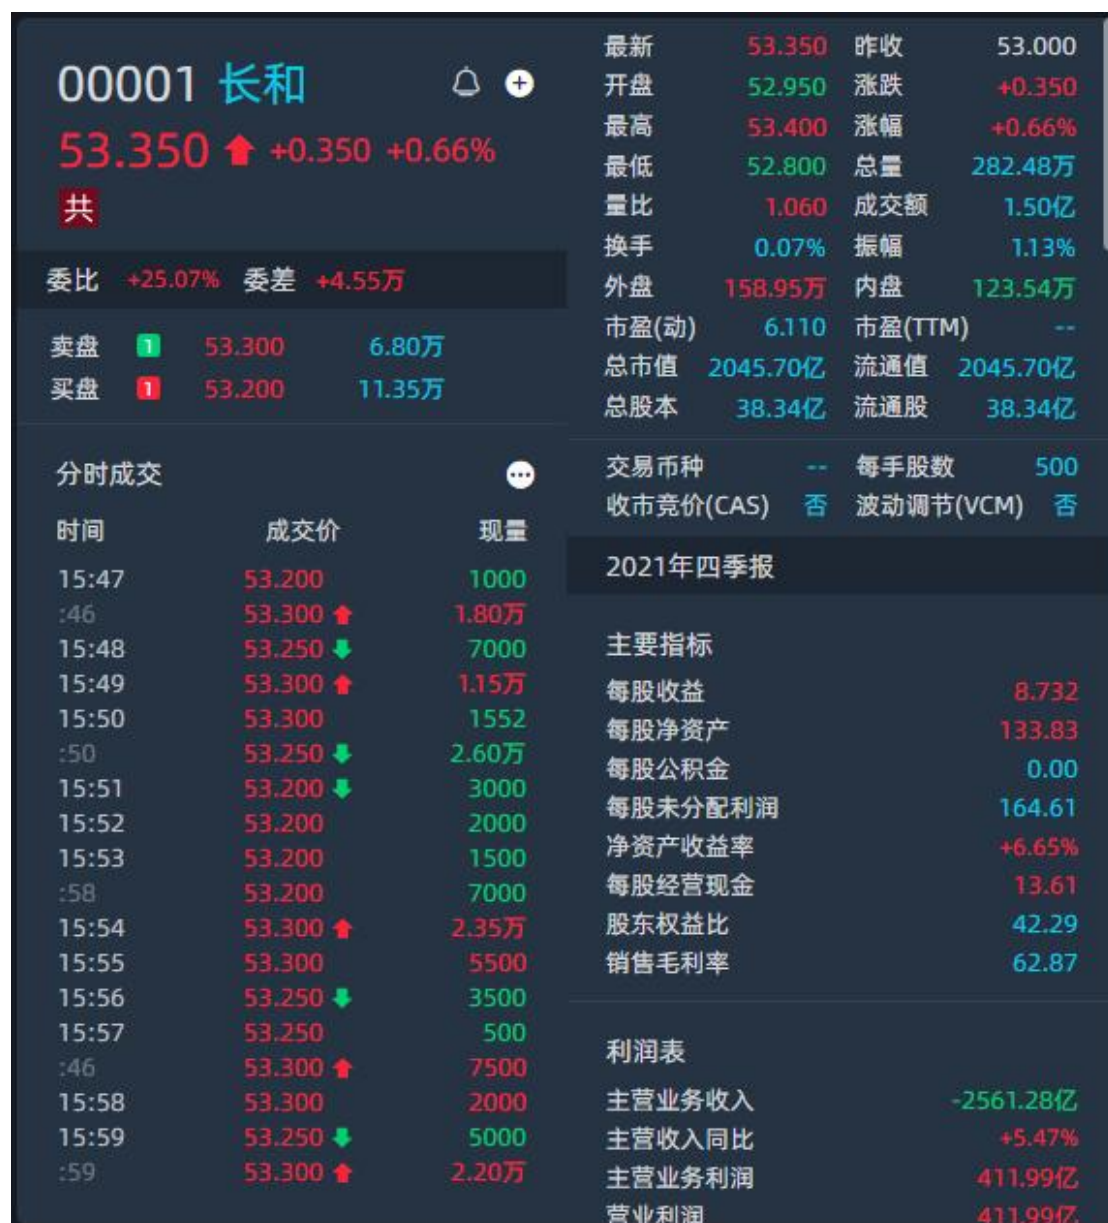 00001 长和
53.350 +0.350 +0.66%
共
委比 +25.07% 委差 +4.55万
卖盘 1 53.300 6.80万
买盘 1 53.200 11.35万
分时成交
时间 成交价 现量
15:47 53.200 1000
:46 53.300 1.80万
15:48 53.250 7000
15:49 53.300 1.15万
15:50 53.300 1552
:50 53.250 2.60万
15:51 53.200 3000
15:52 53.200 2000
15:53 53.200 1500
:58 53.200 7000
15:54 53.300 2.35万
15:55 53.300 5500
15:56 53.250 3500
15:57 53.250 500
:46 53.300 7500
15:58 53.300 2000
15:59 53.250 5000
:59 53.300 2.20万
最新 53.350 昨收 53.000
开盘 52.950 涨跌 +0.350
最高 53.400 涨幅 +0.66%
最低 52.800 总量 282.48万
量比 1.060 成交额 1.50亿
换手 0.07% 振幅 1.13%
外盘 158.95万 内盘 123.54万
市盈(动) 6.110 市盈(TTM) --
总市值 2045.70亿 流通值 2045.70亿
总股本 38.34亿 流通股 38.34亿
交易币种 -- 每手股数 500
收市竞价(CAS) 否 波动调节(VCM) 否
2021年四季报
主要指标
每股收益 8.732
每股净资产 133.83
每股公积金 0.00
每股未分配利润 164.61
净资产收益率 +6.65%
每股经营现金 13.61
股东权益比 42.29
销售毛利率 62.87
利润表
主营业务收入 -2561.28亿
主营收入同比 +5.47%
主营业务利润 411.99亿
营业利润 411.99亿